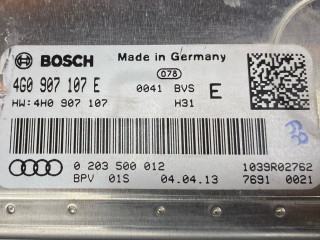 BOSCH Made in Germany
078
4G0 907 107 E 0041 BVS E
HW:4H0 907 107 H31
0 203 500 012 1039R02762
BPV 01S 04.04.13 7691 0021